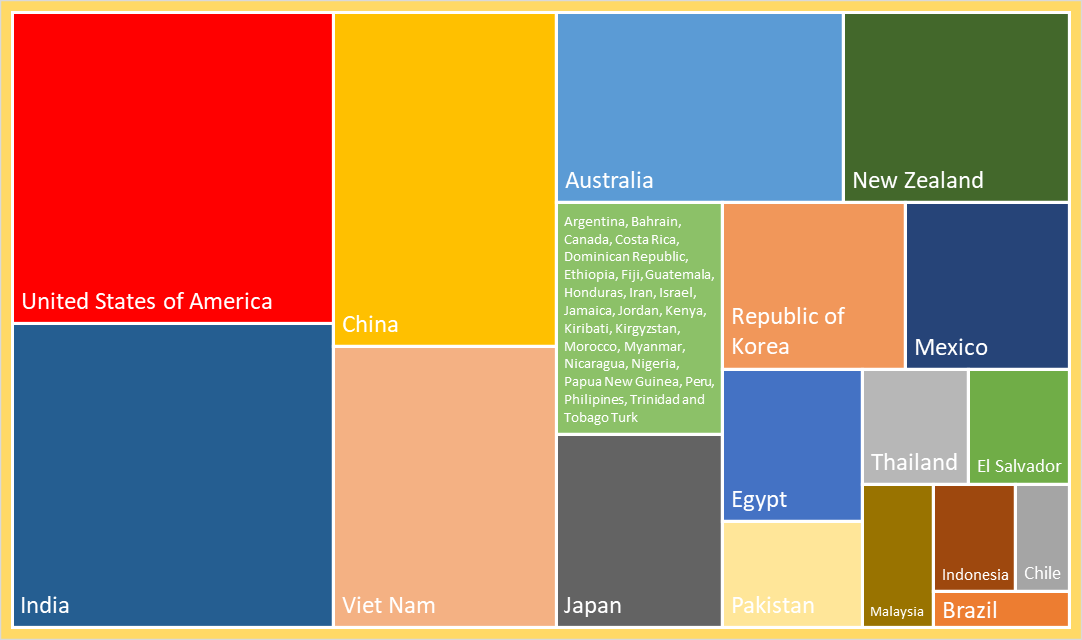 United States of America
India
China
Viet Nam
Australia
New Zealand
Argentina, Bahrain,
Canada, Costa Rica,
Dominican Republic,
Ethiopia, Fiji, Guatemala,
Honduras, Iran, Israel,
Jamaica, Jordan, Kenya,
Kiribati, Kirgyzstan,
Morocco, Myanmar,
Nicaragua, Nigeria,
Papua New Guinea, Peru,
Philipines, Trinidad and
Tobago Turk
Japan
Republic of
Korea
Mexico
Egypt
Pakistan
Thailand
El Salvador
Malaysia
Indonesia
Chile
Brazil